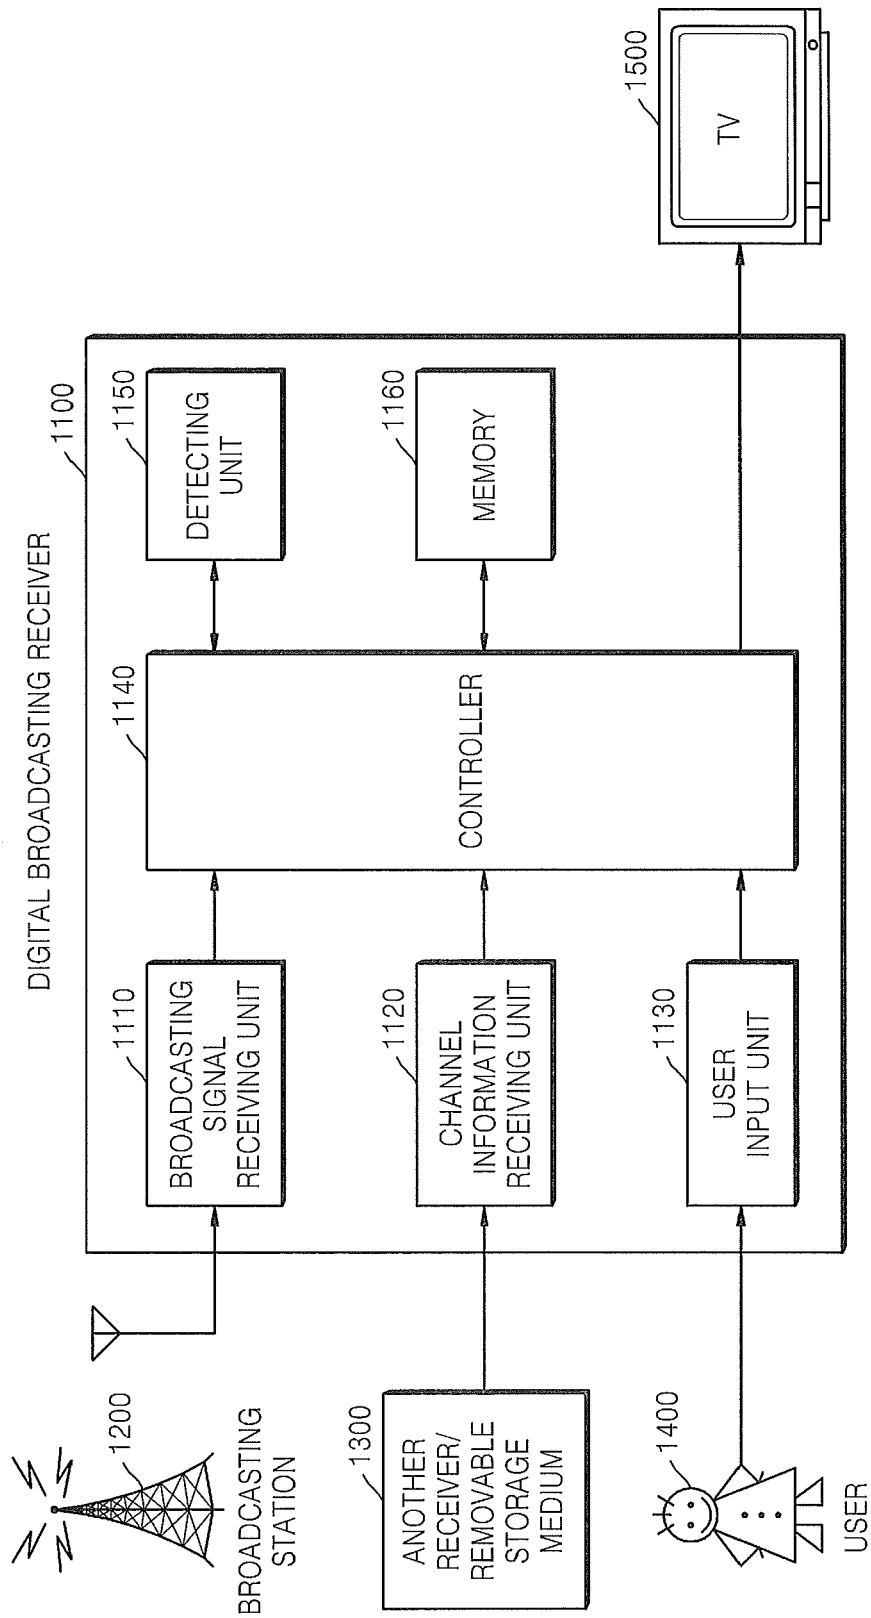 DIGITAL BROADCASTING RECEIVER
1100
1200
BROADCASTING
STATION
1110
BROADCASTING
SIGNAL
RECEIVING UNIT
1140
CONTROLLER
1150
DETECTING
UNIT
1300
ANOTHER
RECEIVER/
REMOVABLE
STORAGE
MEDIUM
1120
CHANNEL
INFORMATION
RECEIVING UNIT
1160
MEMORY
1400
USER
1130
USER
INPUT UNIT
1500
TV